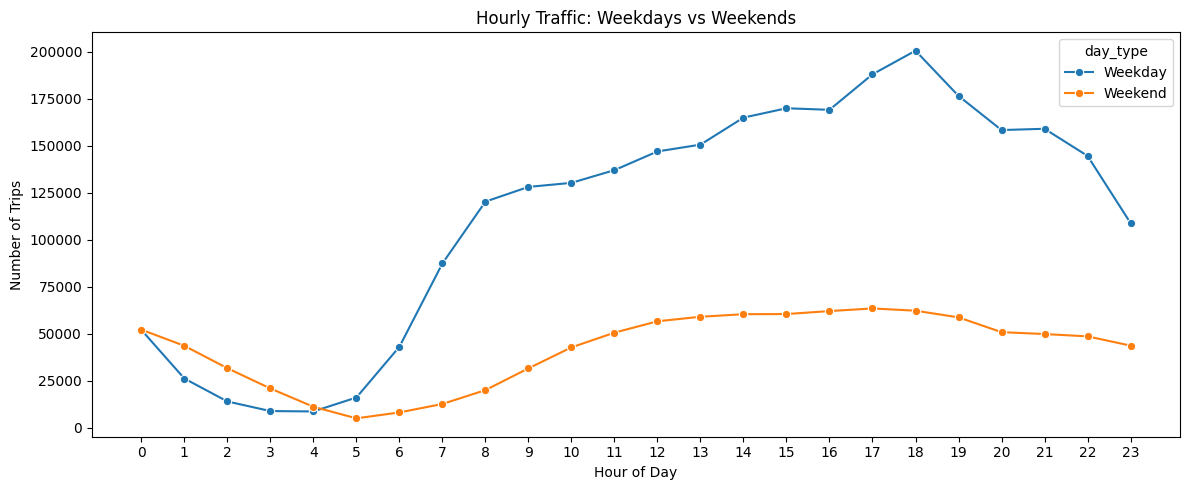 Hourly Traffic: Weekdays vs Weekends
day_type
Weekday
Weekend
Number of Trips
200000
175000
150000
125000
100000
75000
50000
25000
0
0 1 2 3 4 5 6 7 8 9 10 11 12 13 14 15 16 17 18 19 20 21 22 23
Hour of Day